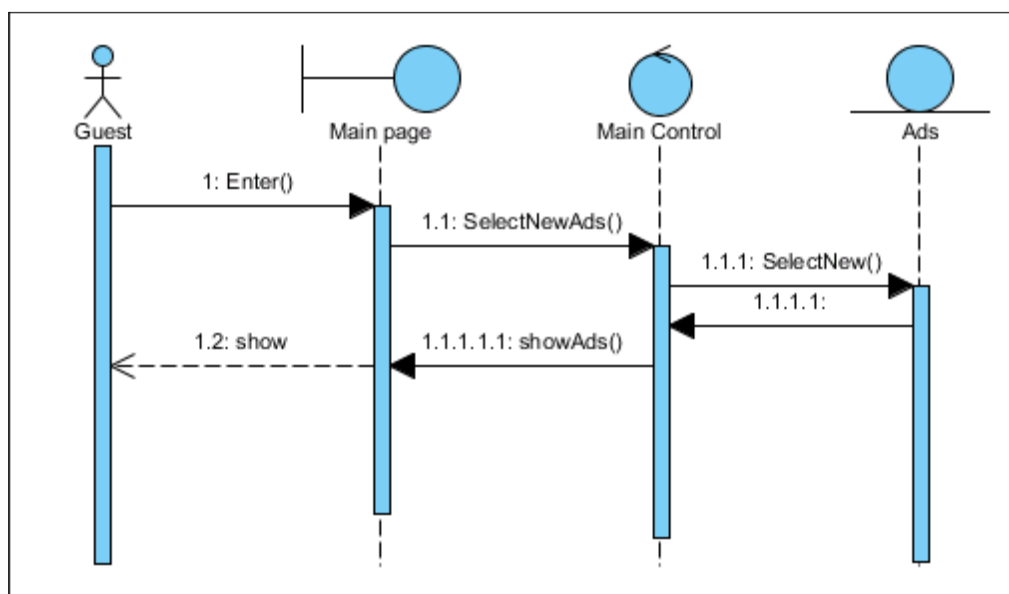 Guest
Main page
Main Control
Ads
1: Enter()
1.1: SelectNewAds()
1.1.1: SelectNew()
1.1.1.1:
1.2: show
1.1.1.1.1: showAds()